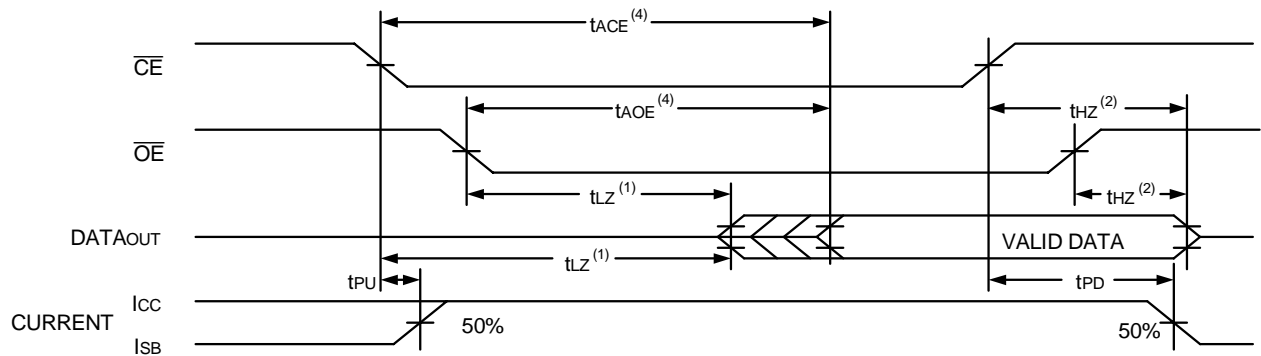 tACE (4)
CE
tAOE (4)
tHZ (2)
OE
tLZ (1)
tHZ (2)
DATAOUT
VALID DATA
tLZ (1)
tPU
tPD
ICC
CURRENT
50%
50%
ISB